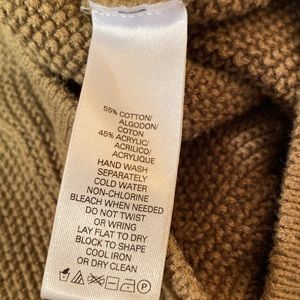 55% COTTON/
ALGODON/
COTON
45% ACRYLIC/
ACRILICO/
ACRYLIQUE
HAND WASH
SEPARATELY
COLD WATER
NON-CHLORINE
BLEACH WHEN NEEDED
DO NOT TWIST
OR WRING
LAY FLAT TO DRY
BLOCK TO SHAPE
COOL IRON
OR DRY CLEAN
P